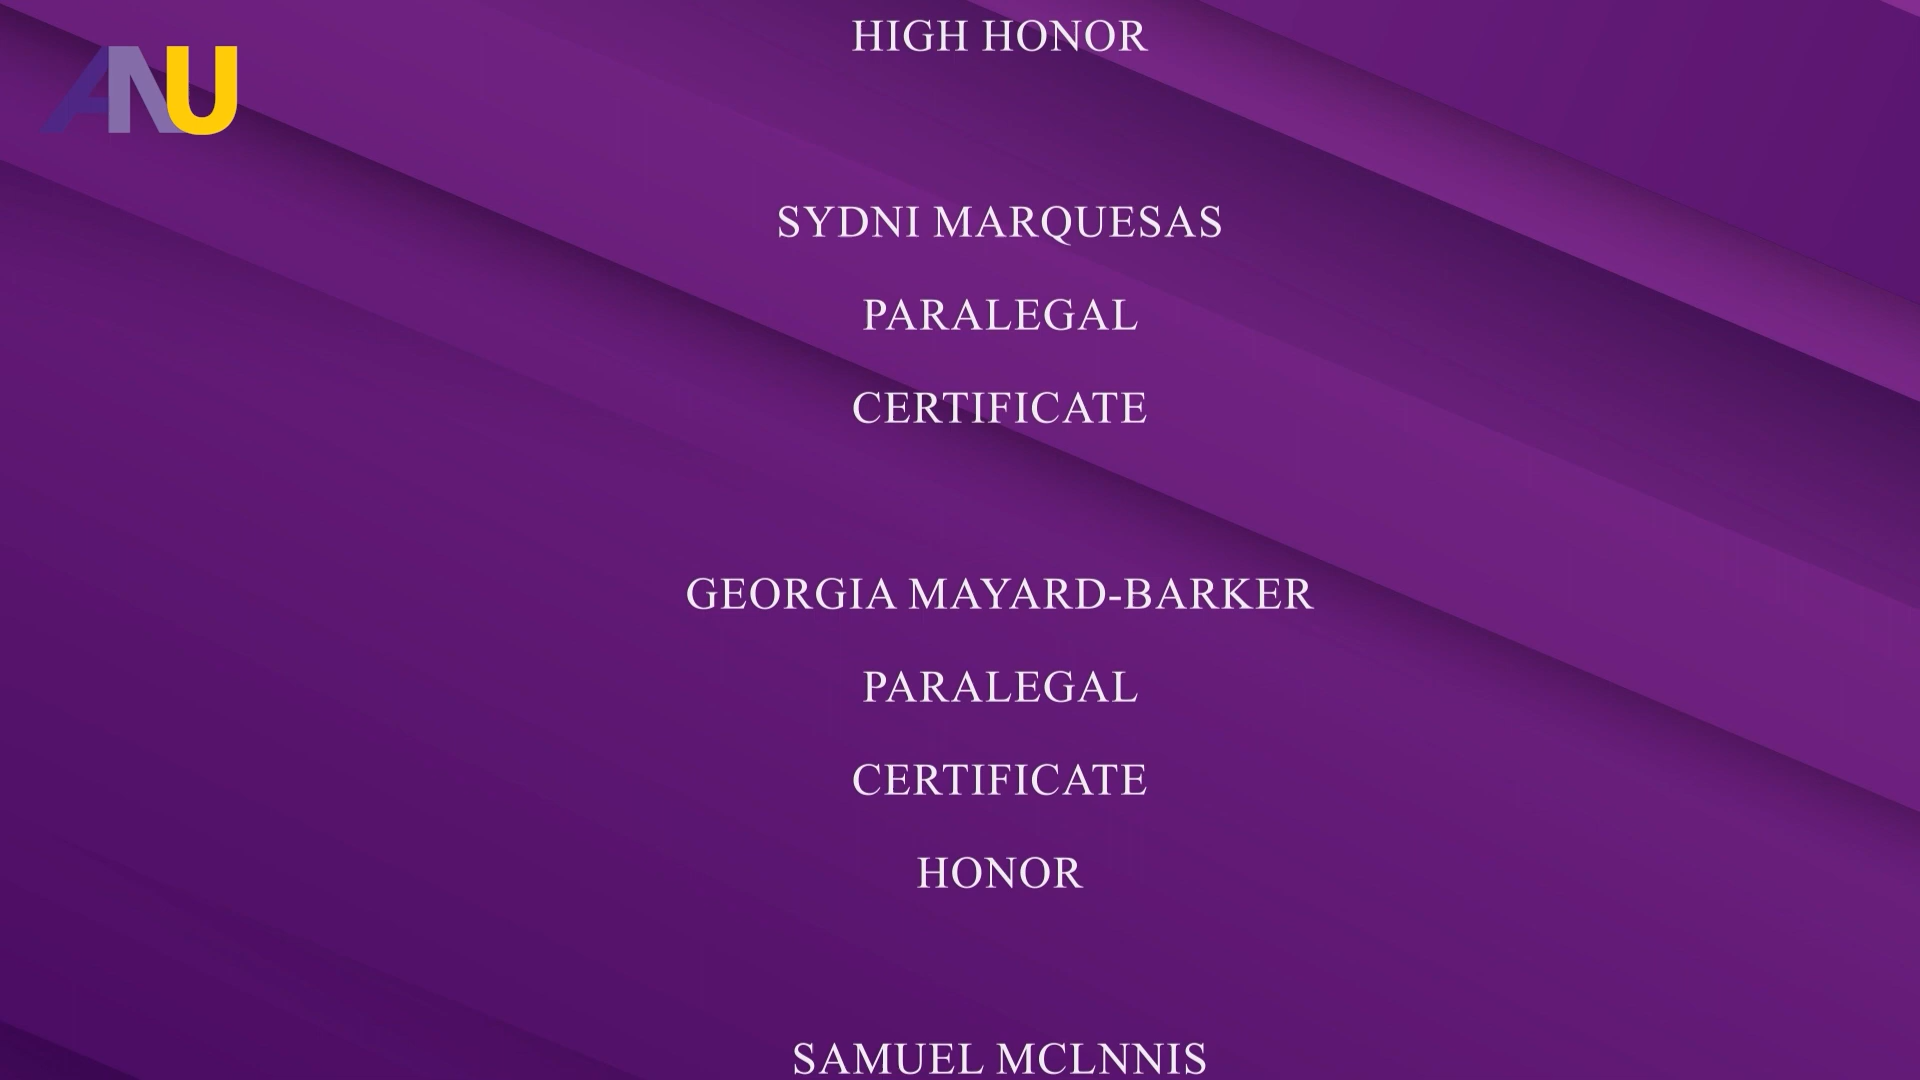 ANU
HIGH HONOR
SYDNI MARQUESAS
PARALEGAL
CERTIFICATE
GEORGIA MAYARD-BARKER
PARALEGAL
CERTIFICATE
HONOR
SAMUEL MCLNNIS